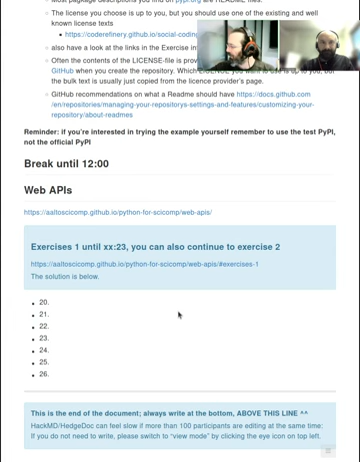 Most package descriptions you find on pypi.org are README files.
The license you choose is up to you, but you should use one of the existing and well
known license texts
https://coderefinery.github.io/social-coding
also have a look at the links in the Exercise in
Often the contents of the LICENSE-file is prov
GitHub when you create the repository. Which LICENSE you want to use is up to you, but
the bulk text is usually just copied from the licence provider's page.
GitHub recommendations on what a Readme should have https://docs.github.com
/en/repositories/managing-your-repositorys-settings-and-features/customizing-your-
repository/about-readmes
Reminder: if you're interested in trying the example yourself remember to use the test PyPI,
not the official PyPI
Break until 12:00
Web APIs
https://aaltoscicomp.github.io/python-for-scicomp/web-apis/
Exercises 1 until xx:23, you can also continue to exercise 2
https://aaltoscicomp.github.io/python-for-scicomp/web-apis/#exercises-1
The solution is below.
20.
21.
22.
23.
24.
25.
26.
This is the end of the document; always write at the bottom, ABOVE THIS LINE ^^
HackMD/HedgeDoc can feel slow if more than 100 participants are editing at the same time:
If you do not need to write, please switch to "view mode" by clicking the eye icon on top left.